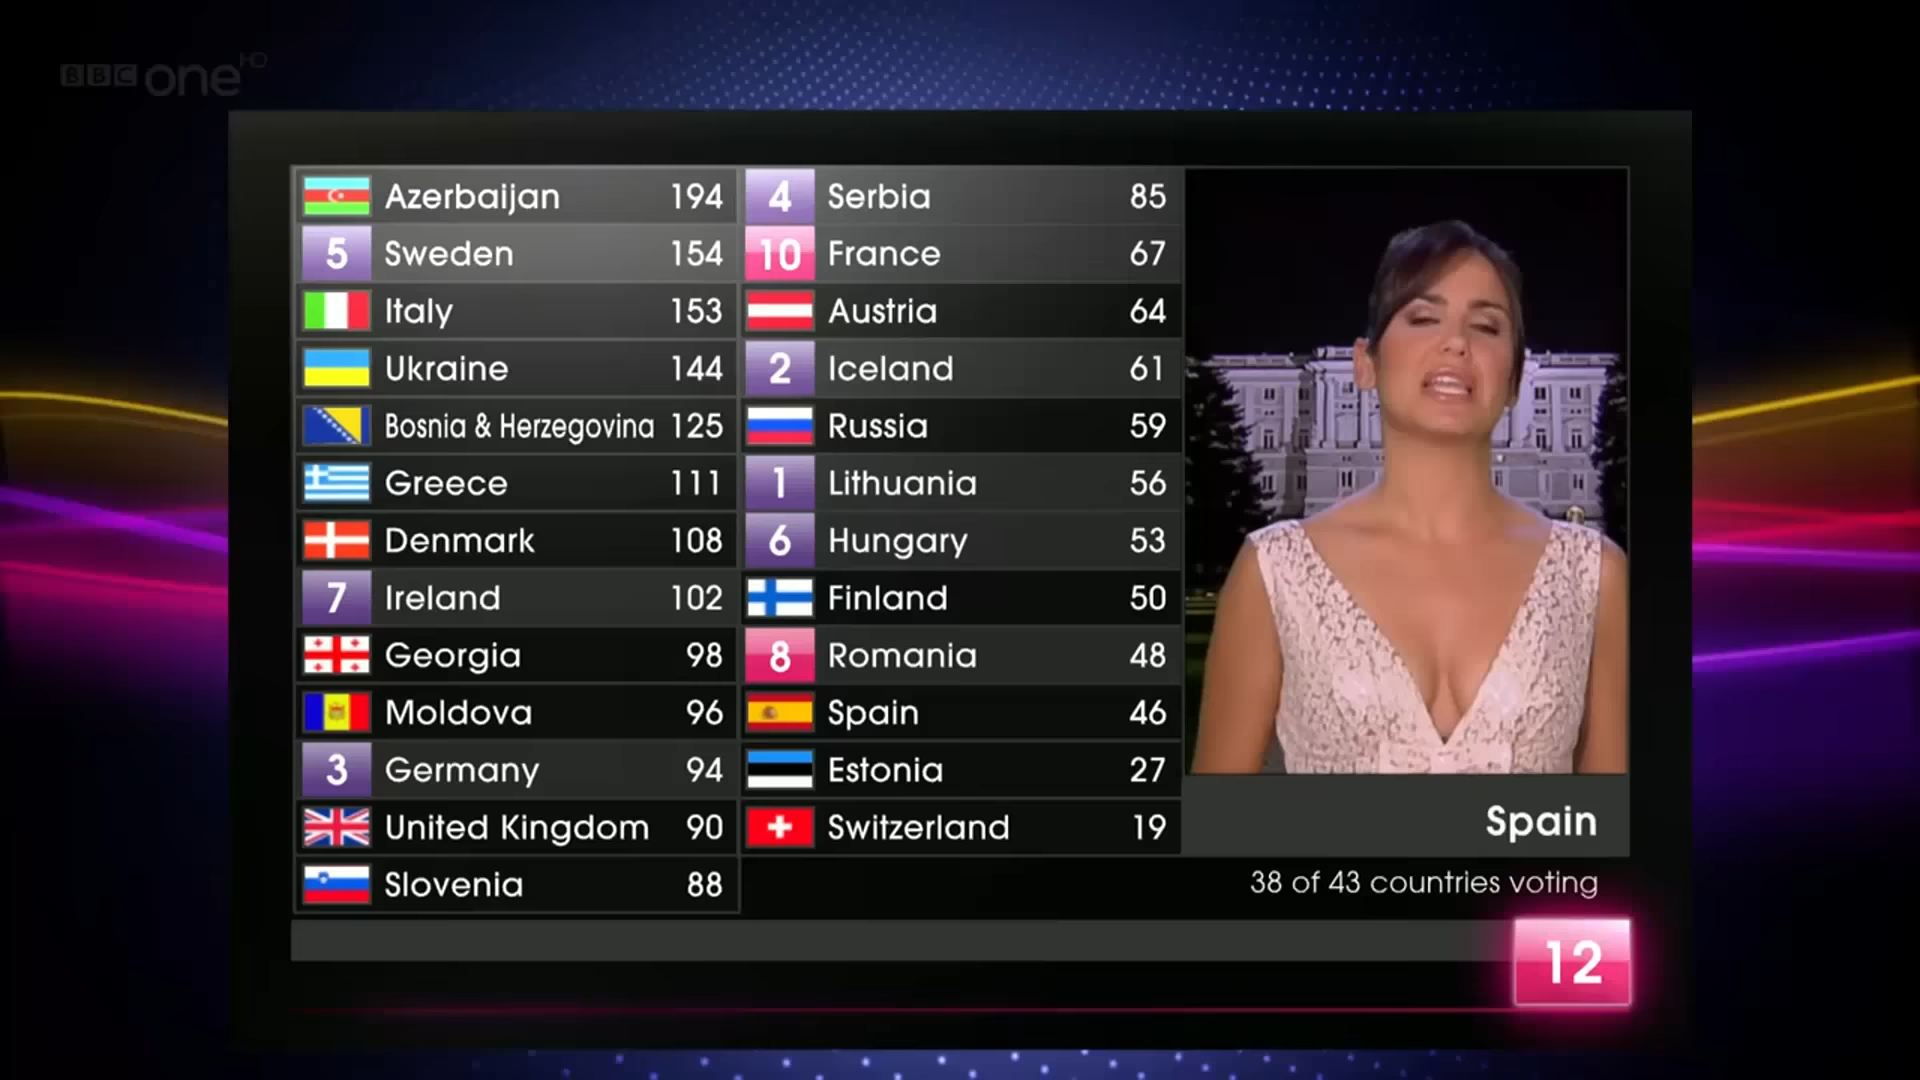 BBC one HD
Azerbaijan 194
5 Sweden 154
Italy 153
Ukraine 144
Bosnia & Herzegovina 125
Greece 111
Denmark 108
7 Ireland 102
Georgia 98
Moldova 96
3 Germany 94
United Kingdom 90
Slovenia 88
4 Serbia 85
10 France 67
Austria 64
2 Iceland 61
Russia 59
1 Lithuania 56
6 Hungary 53
Finland 50
8 Romania 48
Spain 46
Estonia 27
Switzerland 19
Spain
38 of 43 countries voting
12